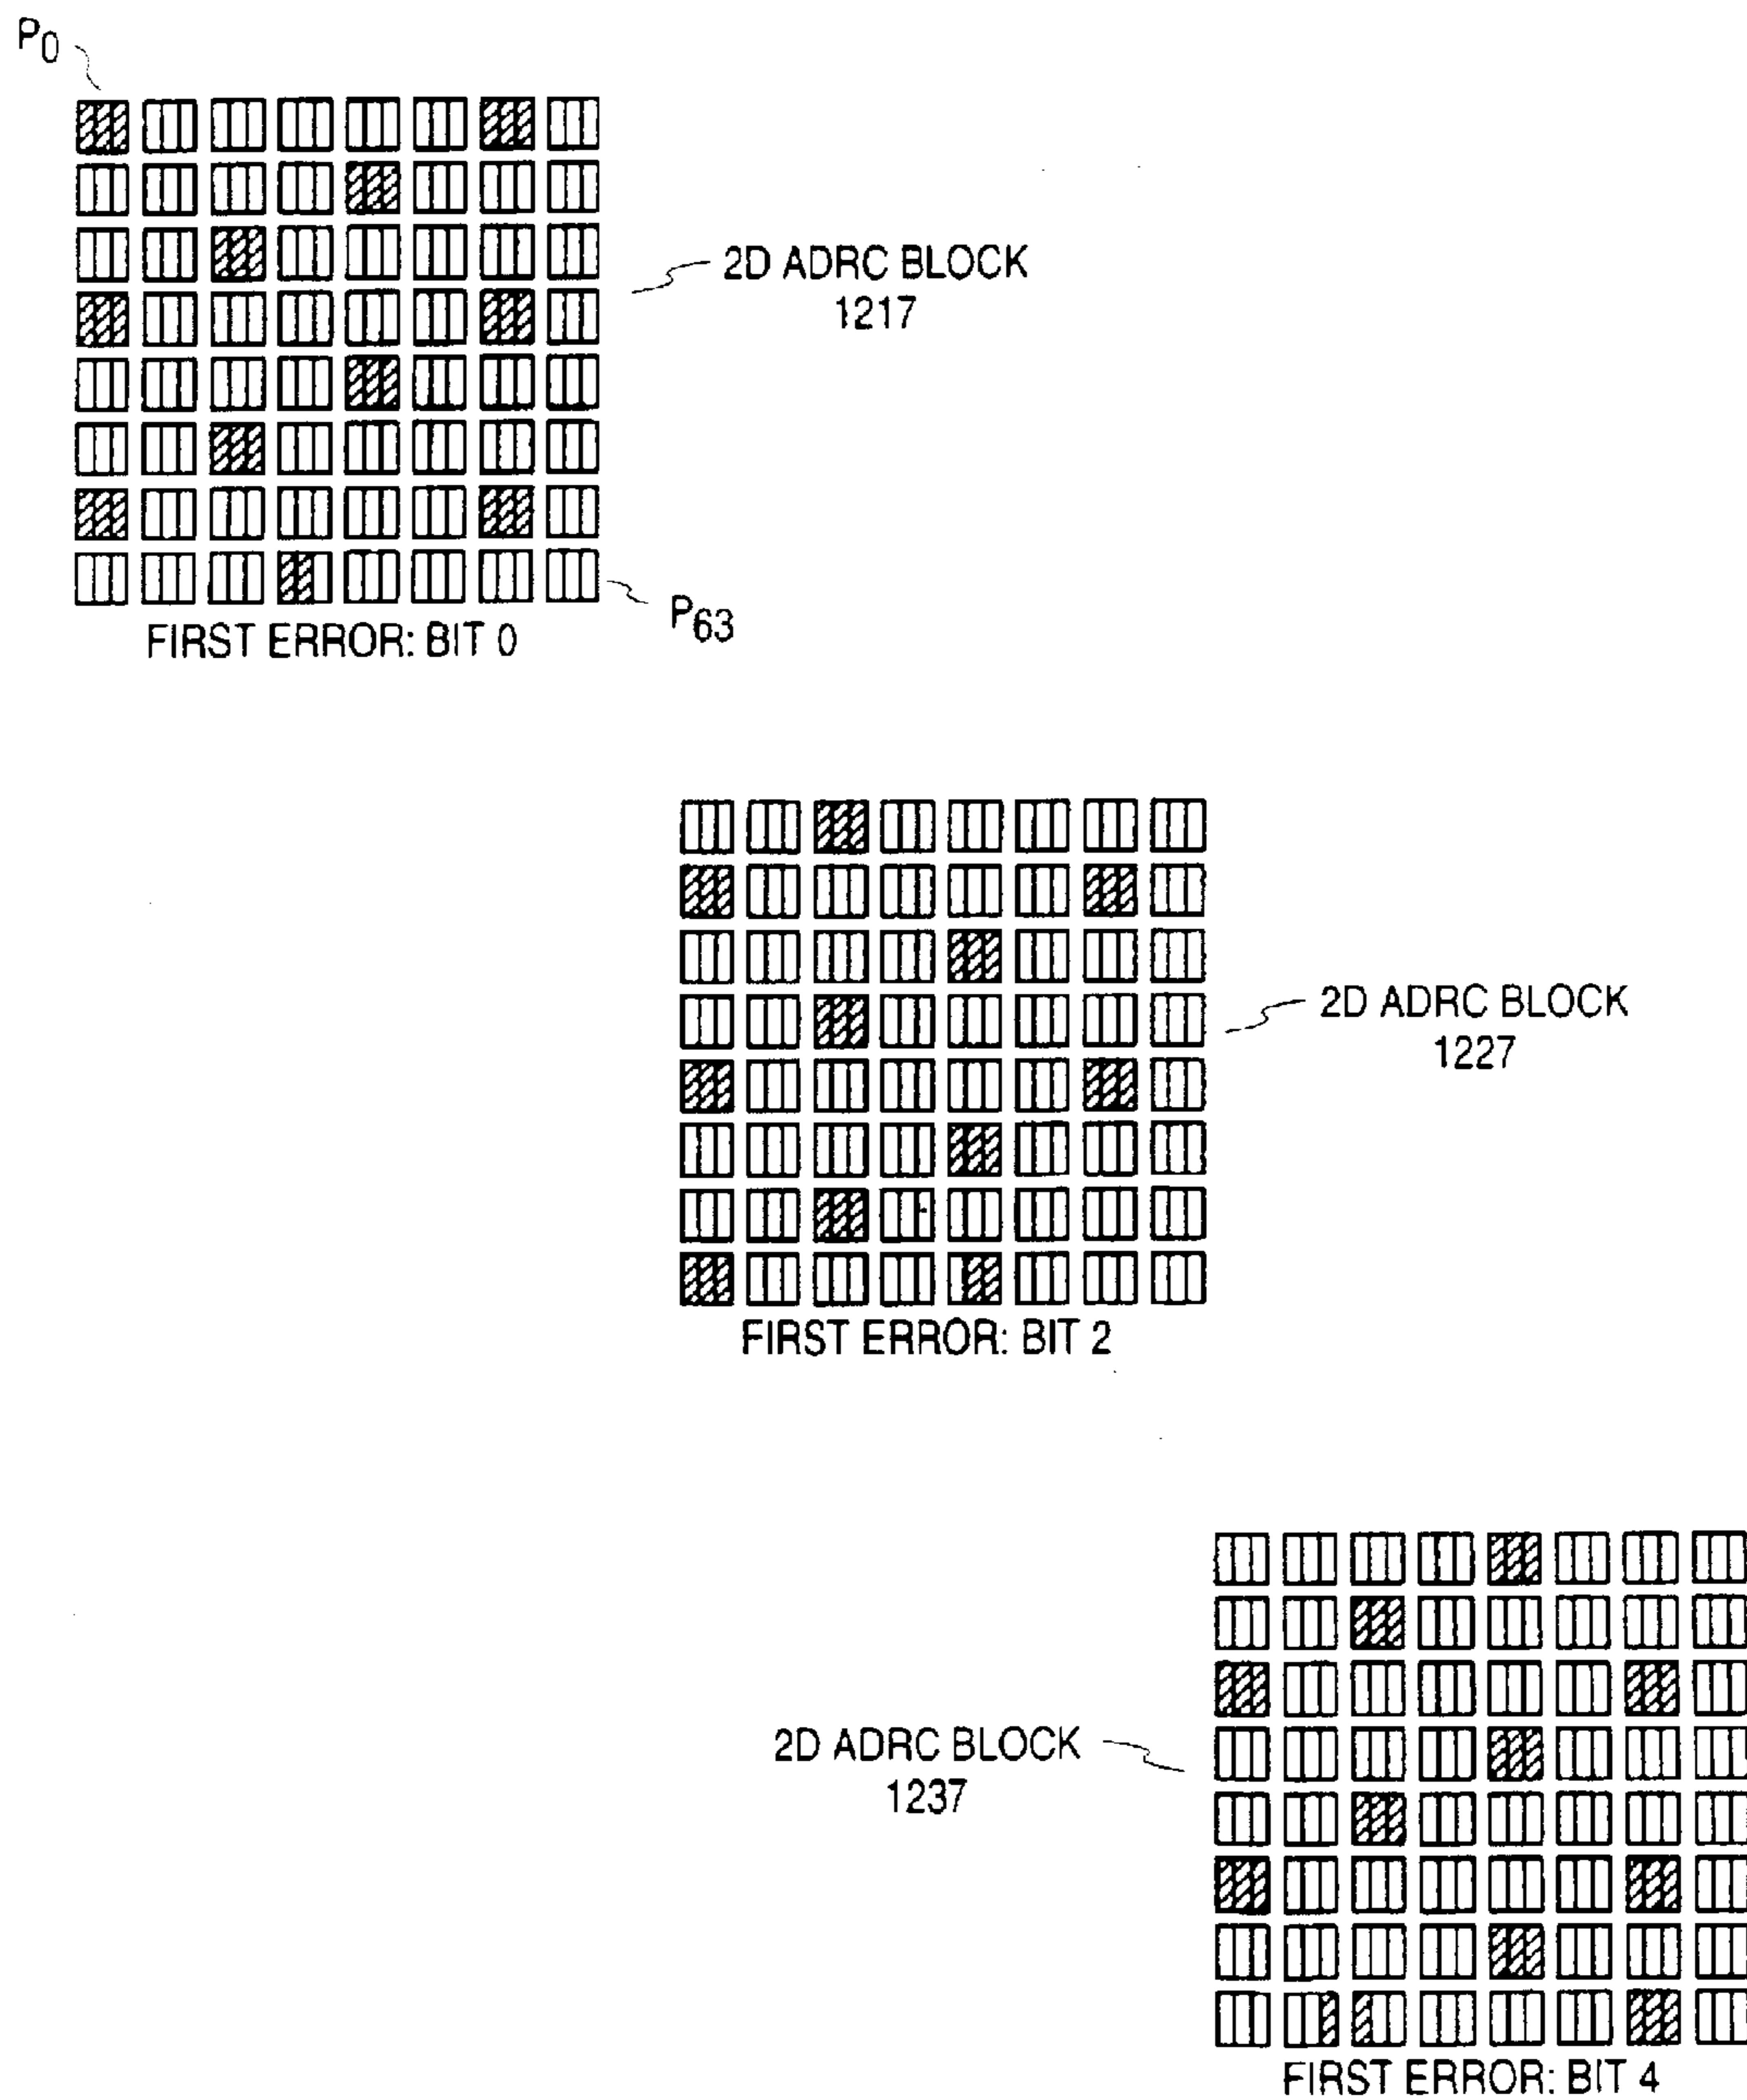 P0
2D ADRC BLOCK
1217
P63
FIRST ERROR: BIT 0
2D ADRC BLOCK
1227
FIRST ERROR: BIT 2
2D ADRC BLOCK
1237
FIRST ERROR: BIT 4